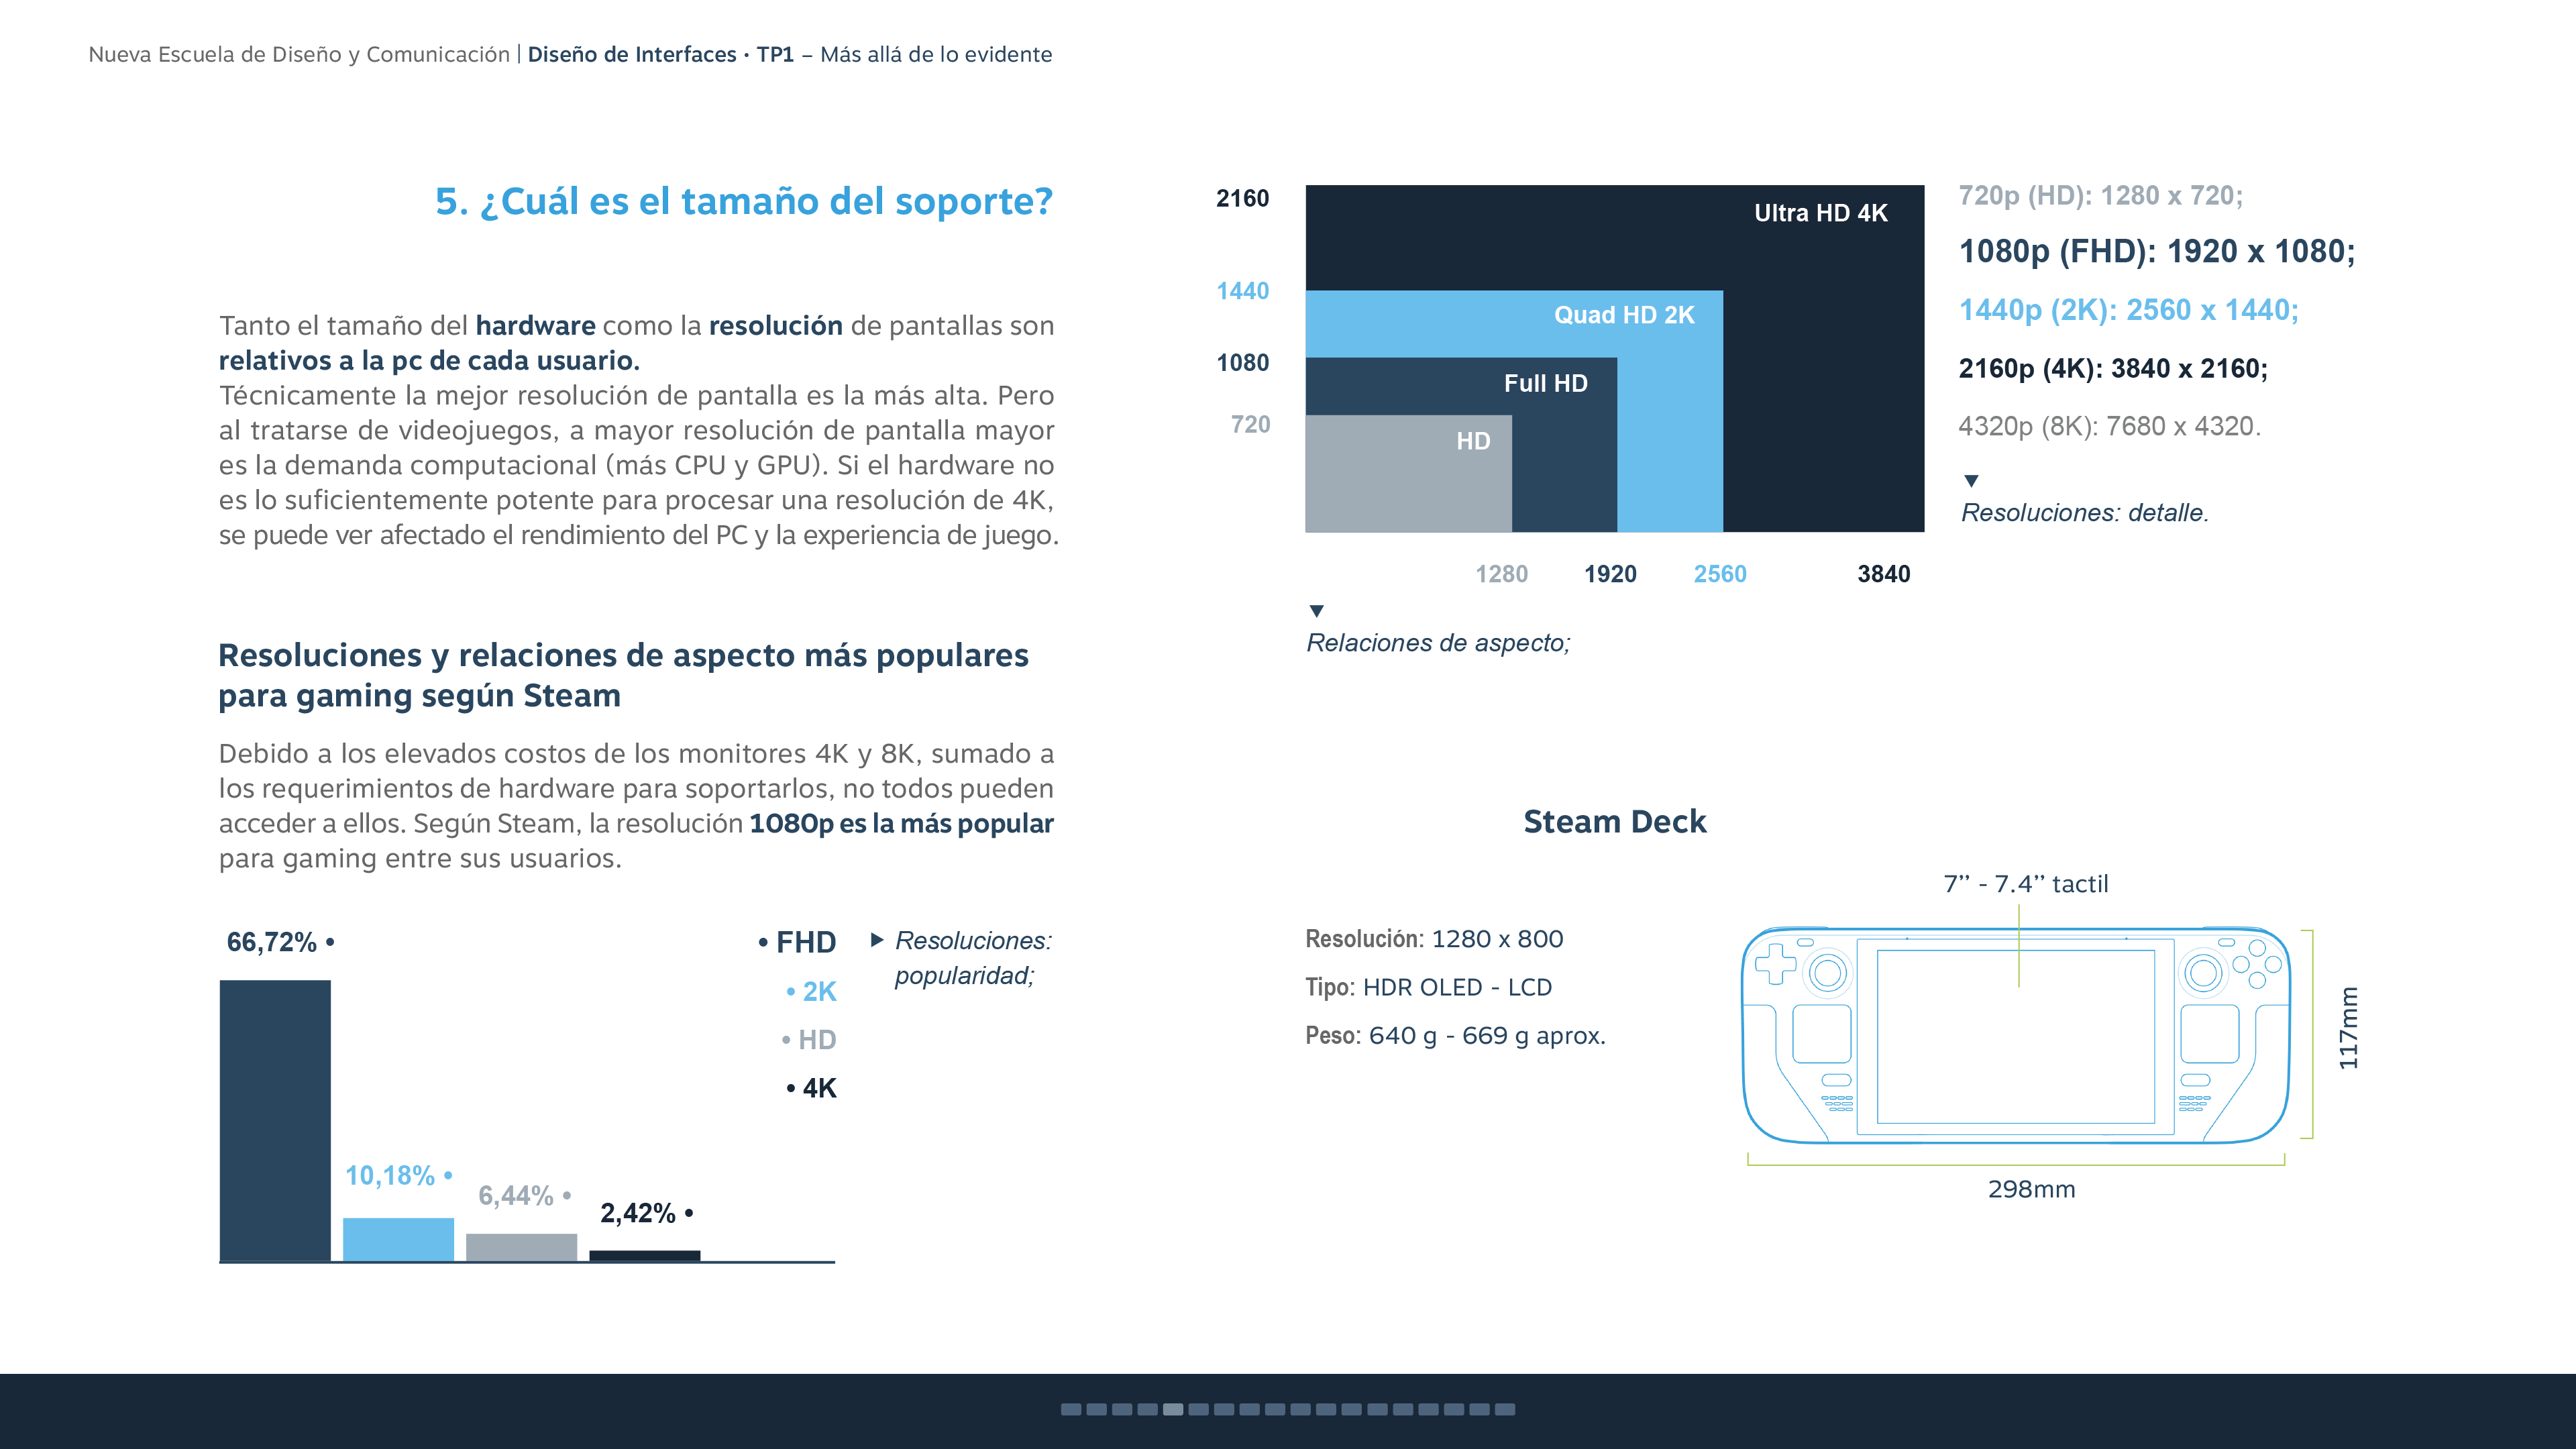 Nueva Escuela de Diseño y Comunicación | Diseño de Interfaces • TP1 – Más allá de lo evidente
5. ¿Cuál es el tamaño del soporte?
Tanto el tamaño del hardware como la resolución de pantallas son
relativos a la pc de cada usuario.
Técnicamente la mejor resolución de pantalla es la más alta. Pero
al tratarse de videojuegos, a mayor resolución de pantalla mayor
es la demanda computacional (más CPU y GPU). Si el hardware no
es lo suficientemente potente para procesar una resolución de 4K,
se puede ver afectado el rendimiento del PC y la experiencia de juego.
Resoluciones y relaciones de aspecto más populares
para gaming según Steam
Debido a los elevados costos de los monitores 4K y 8K, sumado a
los requerimientos de hardware para soportarlos, no todos pueden
acceder a ellos. Según Steam, la resolución 1080p es la más popular
para gaming entre sus usuarios.
66,72% •
10,18% •
6,44% •
2,42% •
• FHD
• 2K
• HD
• 4K
▶ Resoluciones:
popularidad;
2160
1440
1080
720
Ultra HD 4K
Quad HD 2K
Full HD
HD
1280 1920 2560 3840
▼
Relaciones de aspecto;
720p (HD): 1280 x 720;
1080p (FHD): 1920 x 1080;
1440p (2K): 2560 x 1440;
2160p (4K): 3840 x 2160;
4320p (8K): 7680 x 4320.
▼
Resoluciones: detalle.
Steam Deck
Resolución: 1280 x 800
Tipo: HDR OLED - LCD
Peso: 640 g - 669 g aprox.
7’’ - 7.4’’ tactil
117mm
298mm